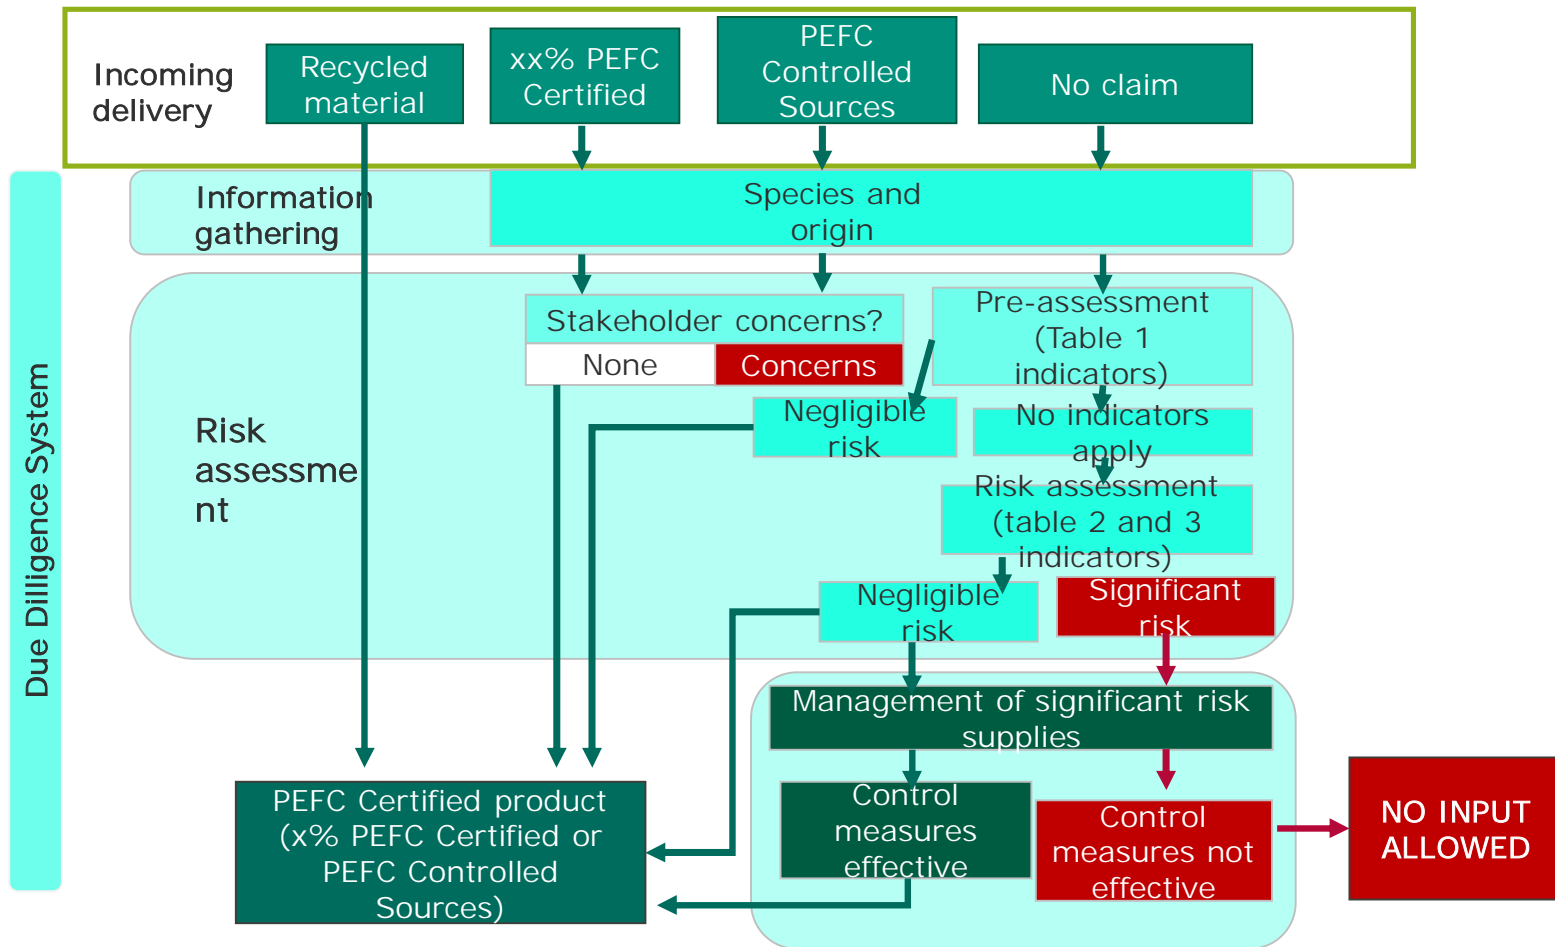 Incoming
delivery
Recycled
material
xx% PEFC
Certified
PEFC
Controlled
Sources
No claim
Due Dilligence System
Information
gathering
Species and
origin
Risk
assessme
nt
Stakeholder concerns?
None
Concerns
Pre-assessment
(Table 1
indicators)
Negligible
risk
No indicators
apply
Risk assessment
(table 2 and 3
indicators)
Negligible
risk
Significant
risk
Management of significant risk
supplies
Control
measures
effective
Control
measures not
effective
NO INPUT
ALLOWED
PEFC Certified product
(x% PEFC Certified or
PEFC Controlled
Sources)